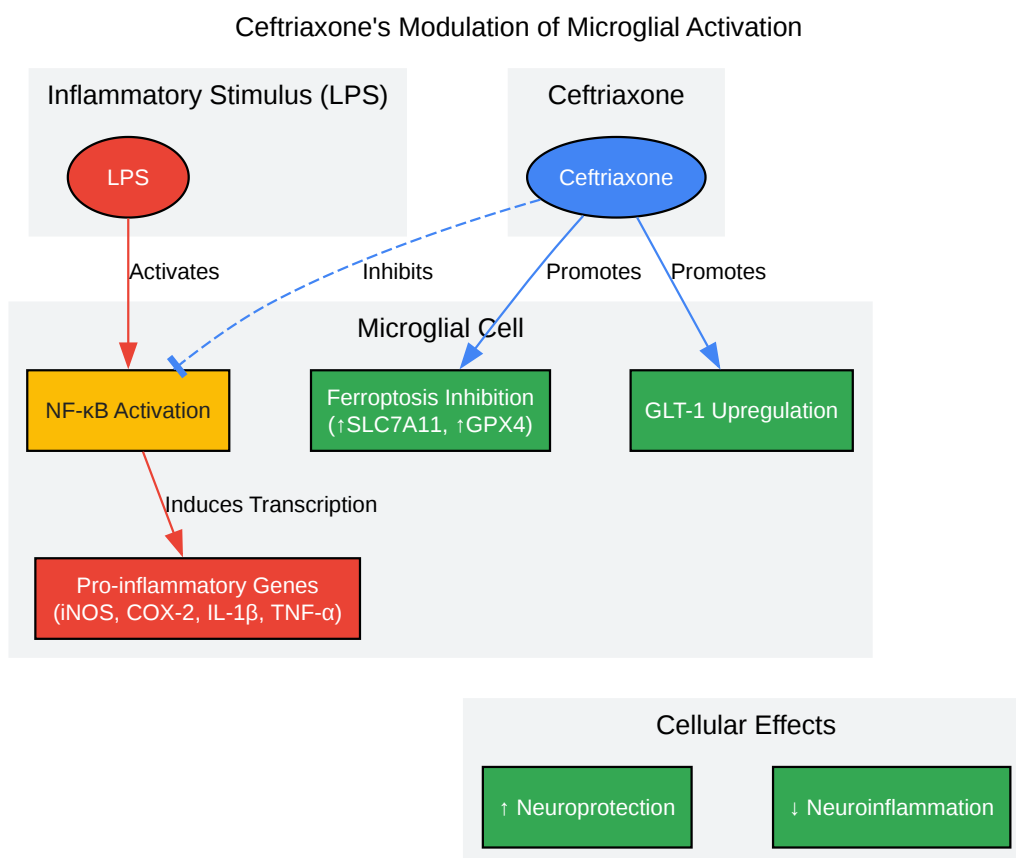 Ceftriaxone's Modulation of Microglial Activation
Inflammatory Stimulus (LPS)
Ceftriaxone
LPS
Ceftriaxone
Activates
Inhibits
Promotes
Promotes
Microglial Cell
NF-κB Activation
Ferroptosis Inhibition
(↑SLC7A11, ↑GPX4)
GLT-1 Upregulation
Induces Transcription
Pro-inflammatory Genes
(iNOS, COX-2, IL-1β, TNF-α)
Cellular Effects
↑ Neuroprotection
↓ Neuroinflammation